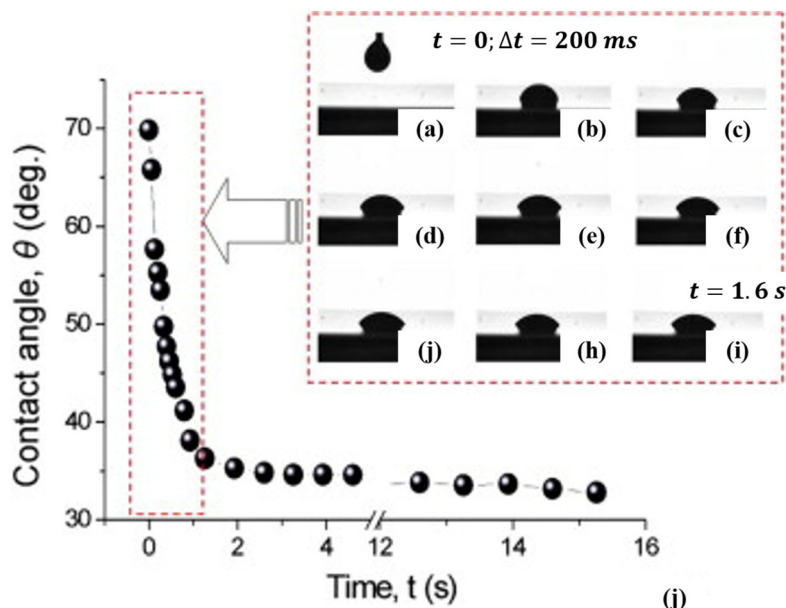 t = 0; Δt = 200 ms
(a)
(b)
(c)
(d)
(e)
(f)
t = 1.6 s
(j)
(h)
(i)
Contact angle, θ (deg.)
70
60
50
40
30
0
2
4
12
14
16
Time, t (s)
(j)